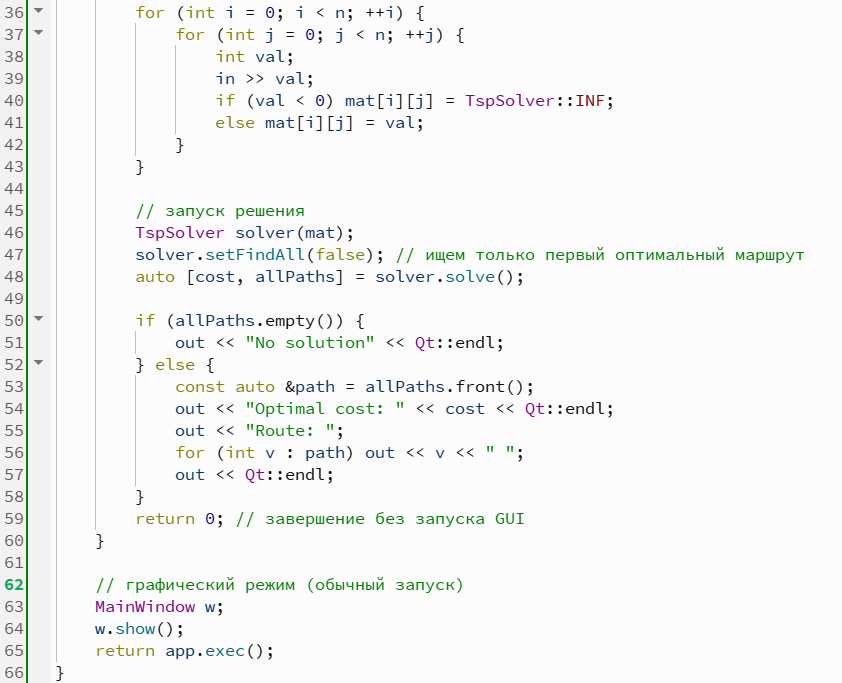 36 for (int i = 0; i < n; ++i) {
37 for (int j = 0; j < n; ++j) {
38 int val;
39 in >> val;
40 if (val < 0) mat[i][j] = TspSolver::INF;
41 else mat[i][j] = val;
42 }
43 }
44
45 // запуск решения
46 TspSolver solver(mat);
47 solver.setFindAll(false); // ищем только первый оптимальный маршрут
48 auto [cost, allPaths] = solver.solve();
49
50 if (allPaths.empty()) {
51 out << "No solution" << Qt::endl;
52 } else {
53 const auto &path = allPaths.front();
54 out << "Optimal cost: " << cost << Qt::endl;
55 out << "Route: ";
56 for (int v : path) out << v << " ";
57 out << Qt::endl;
58 }
59 return 0; // завершение без запуска GUI
60 }
61
62 // графический режим (обычный запуск)
63 MainWindow w;
64 w.show();
65 return app.exec();
66 }